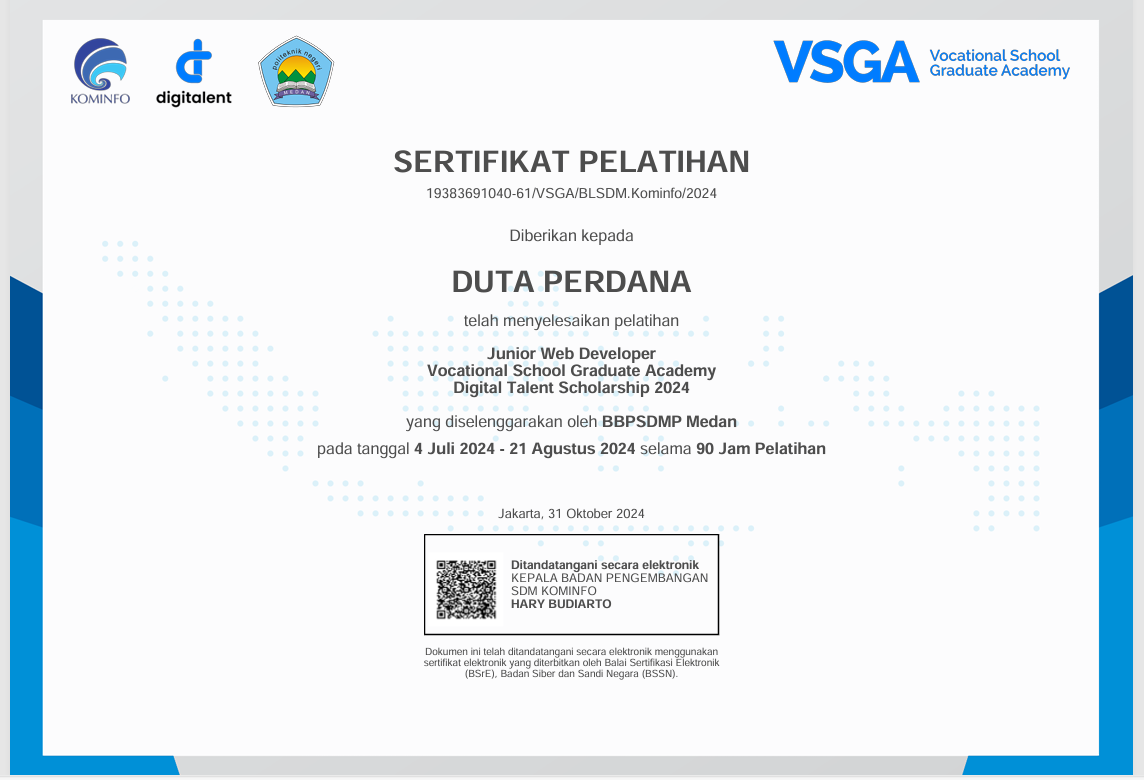 KOMINFO
digitalent
politeknik negeri
MEDAN
VSGA
Vocational School
Graduate Academy
SERTIFIKAT PELATIHAN
19383691040-61/VSGA/BLSDM.Kominfo/2024
Diberikan kepada
DUTA PERDANA
telah menyelesaikan pelatihan
Junior Web Developer
Vocational School Graduate Academy
Digital Talent Scholarship 2024
yang diselenggarakan oleh BBPSDMP Medan
pada tanggal 4 Juli 2024 - 21 Agustus 2024 selama 90 Jam Pelatihan
Jakarta, 31 Oktober 2024
Ditandatangani secara elektronik
KEPALA BADAN PENGEMBANGAN
SDM KOMINFO
HARY BUDIARTO
Dokumen ini telah ditandatangani secara elektronik menggunakan
sertifikat elektronik yang diterbitkan oleh Balai Sertifikasi Elektronik
(BSrE), Badan Siber dan Sandi Negara (BSSN).